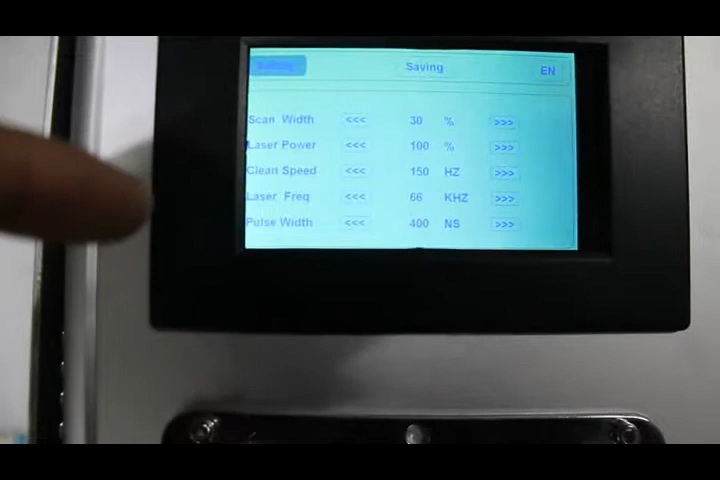 Saving EN
Scan Width <<< 30 % >>>
Laser Power <<< 100 % >>>
Clean Speed <<< 150 HZ >>>
Laser Freq <<< 66 KHZ >>>
Pulse Width <<< 400 NS >>>